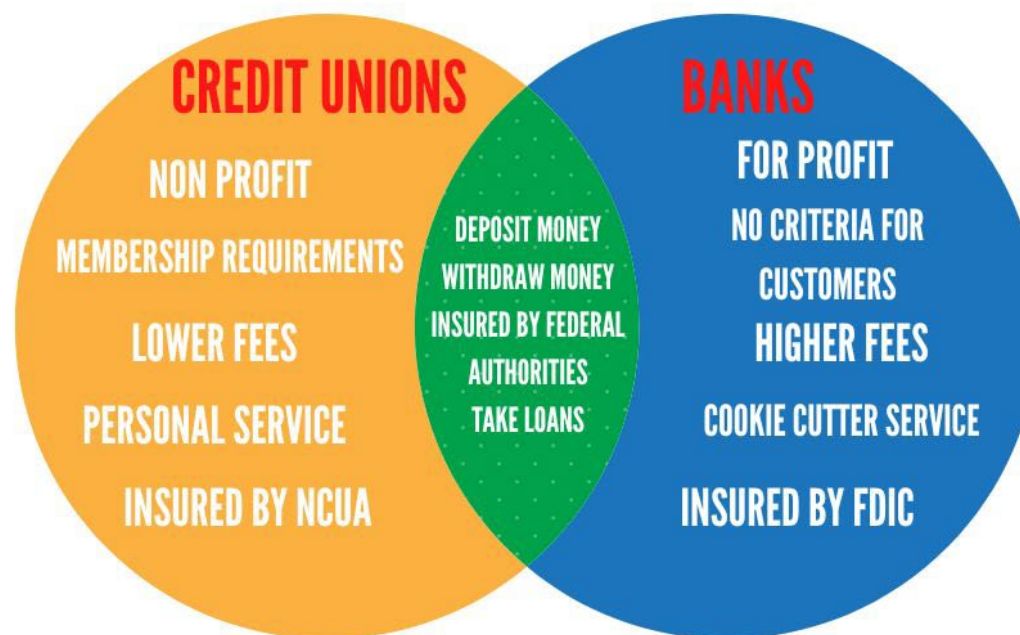 CREDIT UNIONS
NON PROFIT
MEMBERSHIP REQUIREMENTS
LOWER FEES
PERSONAL SERVICE
INSURED BY NCUA
DEPOSIT MONEY
WITHDRAW MONEY
INSURED BY FEDERAL
AUTHORITIES
TAKE LOANS
BANKS
FOR PROFIT
NO CRITERIA FOR
CUSTOMERS
HIGHER FEES
COOKIE CUTTER SERVICE
INSURED BY FDIC